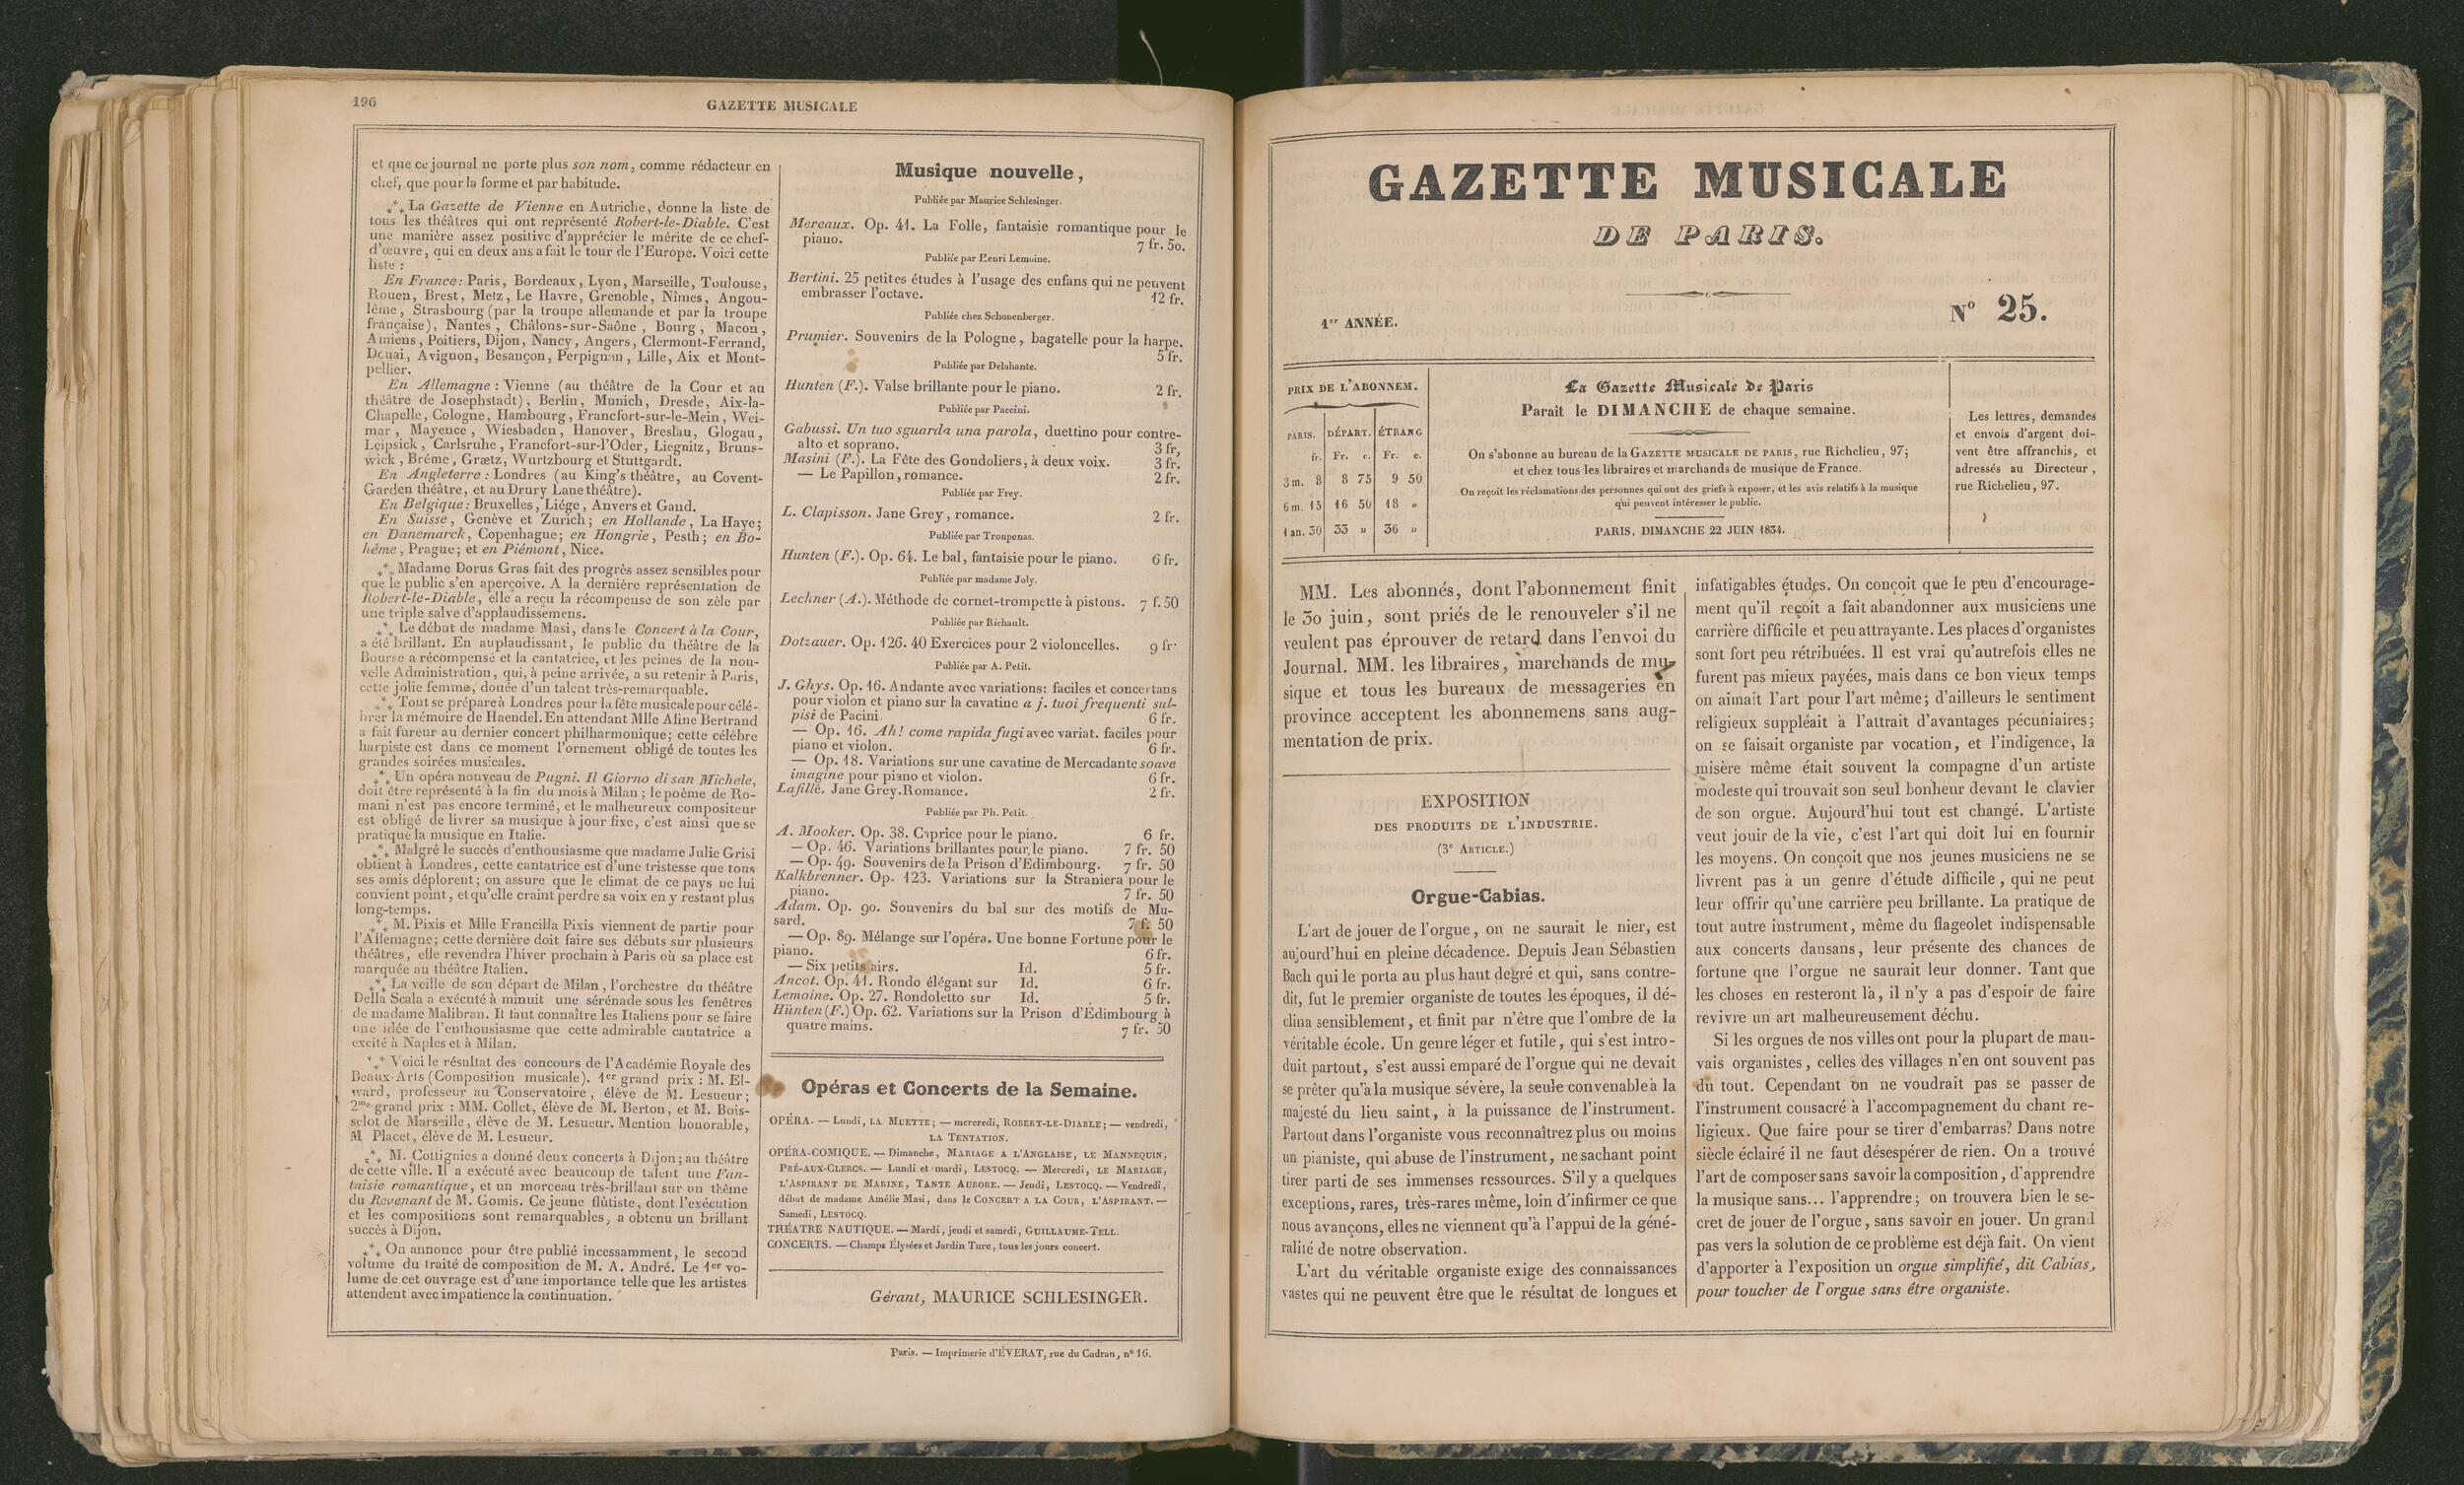 196
GAZETTE MUSICALE
et que ce journal ne porte plus son nom, comme rédacteur en
chef, que pour la forme et par habitude.
⁂ La Gazette de Vienne en Autriche, donne la liste de
tous les théâtres qui ont représenté Robert-le-Diable. C'est
une manière assez positive d'apprécier le mérite de ce chef-
d'œuvre, qui en deux ans a fait le tour de l'Europe. Voici cette
liste :
En France : Paris, Bordeaux, Lyon, Marseille, Toulouse,
Rouen, Brest, Metz, Le Havre, Grenoble, Nîmes, Angou-
lême, Strasbourg (par la troupe allemande et par la troupe
française), Nantes, Châlons-sur-Saône, Bourg, Macon,
Amiens, Poitiers, Dijon, Nancy, Angers, Clermont-Ferrand,
Douai, Avignon, Besançon, Perpignan, Lille, Aix et Mont-
pellier.
En Allemagne : Vienne (au théâtre de la Cour et au
théâtre de Josephstadt), Berlin, Munich, Dresde, Aix-la-
Chapelle, Cologne, Hambourg, Francfort-sur-le-Mein, Wei-
mar, Mayence, Wiesbaden, Hanover, Breslau, Glogau,
Leipsick, Carlsruhe, Francfort-sur-l'Oder, Liegnitz, Bruns-
wick, Brême, Grætz, Wurtzbourg et Stuttgardt.
En Angleterre : Londres (au King's théâtre, au Covent-
Garden théâtre, et au Drury Lane théâtre).
En Belgique : Bruxelles, Liége, Anvers et Gand.
En Suisse, Genève et Zurich; en Hollande, La Haye;
en Danemarck, Copenhague; en Hongrie, Pesth; en Bo-
hême, Prague; et en Piémont, Nice.
⁂ Madame Dorus Gras fait des progrès assez sensibles pour
que le public s'en aperçoive. A la dernière représentation de
Robert-le-Diable, elle a reçu la récompense de son zèle par
une triple salve d'applaudissemens.
⁂ Le début de madame Masi, dans le Concert à la Cour,
a été brillant. En auplaudissant, le public du théâtre de la
Bourse a récompensé et la cantatrice, et les peines de la nou-
velle Administration, qui, à peine arrivée, a su retenir à Paris,
cette jolie femme, douée d'un talent très-remarquable.
⁂ Tout se prépare à Londres pour la fête musicale pour célé-
brer la mémoire de Haendel. En attendant Mlle Aline Bertrand
a fait fureur au dernier concert philharmonique; cette célèbre
harpiste est dans ce moment l'ornement obligé de toutes les
grandes soirées musicales.
⁂ Un opéra nouveau de Pugni. Il Giorno di san Michele,
doit être représenté à la fin du mois à Milan; le poème de Ro-
mani n'est pas encore terminé, et le malheureux compositeur
est obligé de livrer sa musique à jour fixe, c'est ainsi que se
pratique la musique en Italie.
⁂ Malgré le succès d'enthousiasme que madame Julie Grisi
obtient à Londres, cette cantatrice est d'une tristesse que tous
ses amis déplorent; on assure que le climat de ce pays ne lui
convient point, et qu'elle craint perdre sa voix en y restant plus
long-temps.
⁂ M. Pixis et Mlle Francilla Pixis viennent de partir pour
l'Allemagne; cette dernière doit faire ses débuts sur plusieurs
théâtres, elle revendra l'hiver prochain à Paris où sa place est
marquée au théâtre Italien.
⁂ La veille de son départ de Milan, l'orchestre du théâtre
Della Scala a exécuté à minuit une sérénade sous les fenêtres
de madame Malibran. Il faut connaître les Italiens pour se faire
une idée de l'enthousiasme que cette admirable cantatrice a
excité à Naples et à Milan.
⁂ Voici le résultat des concours de l'Académie Royale des
Beaux-Arts (Composition musicale). 1er grand prix : M. El-
ward, professeur au Conservatoire, élève de M. Lesueur;
2me grand prix : MM. Collet, élève de M. Berton, et M. Bois-
selot de Marseille, élève de M. Lesueur. Mention honorable,
M. Placet, élève de M. Lesueur.
⁂ M. Cottignies a donné deux concerts à Dijon; au théâtre
de cette ville. Il a exécuté avec beaucoup de talent une Fan-
taisie romantique, et un morceau très-brillant sur un thême
du Revenant de M. Gomis. Ce jeune flûtiste, dont l'exécution
et les compositions sont remarquables, a obtenu un brillant
succès à Dijon.
⁂ On annonce pour être publié incessamment, le second
volume du traité de composition de M. A. André. Le 1er vo-
lume de cet ouvrage est d'une importance telle que les artistes
attendent avec impatience la continuation.
Musique nouvelle,
Publiée par Maurice Schlesinger.
Mereaux. Op. 41. La Folle, fantaisie romantique pour le
piano. 7 fr. 50.
Publiée par Henri Lemoine.
Bertini. 25 petites études à l'usage des enfans qui ne peuvent
embrasser l'octave. 12 fr.
Publiée chez Schonenberger.
Prumier. Souvenirs de la Pologne, bagatelle pour la harpe.
5 fr.
Publiée par Delahante.
Hunten (F.). Valse brillante pour le piano. 2 fr.
Publiée par Paccini.
Gabussi. Un tuo sguarda una parola, duettino pour contre-
alto et soprano. 3 fr,
Masini (F.). La Fête des Gondoliers, à deux voix. 3 fr.
— Le Papillon, romance. 2 fr.
Publiée par Frey.
L. Clapisson. Jane Grey, romance. 2 fr.
Publiée par Troupenas.
Hunten (F.). Op. 64. Le bal, fantaisie pour le piano. 6 fr.
Publiée par madame Joly.
Lechner (A.). Méthode de cornet-trompette à pistons. 7 f. 50
Publiée par Richault.
Dotzauer. Op. 126. 40 Exercices pour 2 violoncelles. 9 fr.
Publiée par A. Petit.
J. Ghys. Op. 16. Andante avec variations: faciles et concertans
pour violon et piano sur la cavatine a j. tuoi frequenti sul-
pisi de Pacini. 6 fr.
— Op. 16. Ah! come rapida fugi avec variat. faciles pour
piano et violon. 6 fr.
— Op. 18. Variations sur une cavatine de Mercadante soave
imagine pour piano et violon. 6 fr.
Lafillé. Jane Grey. Romance. 2 fr.
Publiée par Ph. Petit.
A. Mooker. Op. 38. Caprice pour le piano. 6 fr.
— Op. 46. Variations brillantes pour le piano. 7 fr. 50
— Op. 49. Souvenirs de la Prison d'Edimbourg. 7 fr. 50
Kalkbrenner. Op. 123. Variations sur la Straniera pour le
piano. 7 fr. 50
Adam. Op. 90. Souvenirs du bal sur des motifs de Mu-
sard. 7 f. 50
— Op. 89. Mélange sur l'opéra. Une bonne Fortune pour le
piano. 6 fr.
— Six petits airs. Id. 5 fr.
Ancot. Op. 41. Rondo élégant sur Id. 6 fr.
Lemoine. Op. 27. Rondoletto sur Id. 5 fr.
Hünten (F.) Op. 62. Variations sur la Prison d'Edimbourg à
quatre mains. 7 fr. 50
Opéras et Concerts de la Semaine.
OPÉRA. — Lundi, LA MUETTE; — mercredi, ROBERT-LE-DIABLE; — vendredi,
LA TENTATION.
OPÉRA-COMIQUE. — Dimanche, MARIAGE A L'ANGLAISE, LE MANNEQUIN,
PRÉ-AUX-CLERCS. — Lundi et mardi, LESTOCQ. — Mercredi, LE MARIAGE,
L'ASPIRANT DE MARINE, TANTE AURORE. — Jeudi, LESTOCQ. — Vendredi,
début de madame Amélie Masi, dans le CONCERT A LA COUR, L'ASPIRANT. —
Samedi, LESTOCQ.
THÉATRE NAUTIQUE. — Mardi, jeudi et samedi, GUILLAUME-TELL.
CONCERTS. — Champs Élysées et Jardin Turc, tous les jours concert.
Gérant, MAURICE SCHLESINGER.
Paris. — Imprimerie d'ÉVERAT, rue du Cadran, n° 16.
GAZETTE MUSICALE
DE PARIS.
1er ANNÉE.
N° 25.
PRIX DE L'ABONNEM.
PARIS. DÉPART. ÉTRANG
fr. Fr. c. Fr. c.
3 m. 8 8 75 9 50
6 m. 15 16 50 18 »
1 an. 30 33 » 36 »
La Gazette Musicale de Paris
Paraît le DIMANCHE de chaque semaine.
On s'abonne au bureau de la GAZETTE MUSICALE DE PARIS, rue Richelieu, 97;
et chez tous les libraires et marchands de musique de France.
On reçoit les réclamations des personnes qui ont des griefs à exposer, et les avis relatifs à la musique
qui peuvent intéresser le public.
PARIS, DIMANCHE 22 JUIN 1834.
Les lettres, demandes
et envois d'argent doi-
vent être affranchis, et
adressés au Directeur,
rue Richelieu, 97.
MM. Les abonnés, dont l'abonnement finit
le 30 juin, sont priés de le renouveler s'il ne
veulent pas éprouver de retard dans l'envoi du
Journal. MM. les libraires, marchands de mu-
sique et tous les bureaux de messageries en
province acceptent les abonnemens sans aug-
mentation de prix.
EXPOSITION
DES PRODUITS DE L'INDUSTRIE.
(3e ARTICLE.)
Orgue-Cabias.
L'art de jouer de l'orgue, on ne saurait le nier, est
aujourd'hui en pleine décadence. Depuis Jean Sébastien
Bach qui le porta au plus haut degré et qui, sans contre-
dit, fut le premier organiste de toutes les époques, il dé-
clina sensiblement, et finit par n'être que l'ombre de la
véritable école. Un genre léger et futile, qui s'est intro-
duit partout, s'est aussi emparé de l'orgue qui ne devait
se prêter qu'à la musique sévère, la seule convenable à la
majesté du lieu saint, à la puissance de l'instrument.
Partout dans l'organiste vous reconnaîtrez plus ou moins
un pianiste, qui abuse de l'instrument, ne sachant point
tirer parti de ses immenses ressources. S'il y a quelques
exceptions, rares, très-rares même, loin d'infirmer ce que
nous avançons, elles ne viennent qu'à l'appui de la géné-
ralité de notre observation.
L'art du véritable organiste exige des connaissances
vastes qui ne peuvent être que le résultat de longues et
infatigables études. On conçoit que le peu d'encourage-
ment qu'il reçoit a fait abandonner aux musiciens une
carrière difficile et peu attrayante. Les places d'organistes
sont fort peu rétribuées. Il est vrai qu'autrefois elles ne
furent pas mieux payées, mais dans ce bon vieux temps
on aimait l'art pour l'art même; d'ailleurs le sentiment
religieux suppléait à l'attrait d'avantages pécuniaires;
on se faisait organiste par vocation, et l'indigence, la
misère même était souvent la compagne d'un artiste
modeste qui trouvait son seul bonheur devant le clavier
de son orgue. Aujourd'hui tout est changé. L'artiste
veut jouir de la vie, c'est l'art qui doit lui en fournir
les moyens. On conçoit que nos jeunes musiciens ne se
livrent pas à un genre d'étude difficile, qui ne peut
leur offrir qu'une carrière peu brillante. La pratique de
tout autre instrument, même du flageolet indispensable
aux concerts dansans, leur présente des chances de
fortune que l'orgue ne saurait leur donner. Tant que
les choses en resteront là, il n'y a pas d'espoir de faire
revivre un art malheureusement déchu.
Si les orgues de nos villes ont pour la plupart de mau-
vais organistes, celles des villages n'en ont souvent pas
du tout. Cependant on ne voudrait pas se passer de
l'instrument consacré à l'accompagnement du chant re-
ligieux. Que faire pour se tirer d'embarras? Dans notre
siècle éclairé il ne faut désespérer de rien. On a trouvé
l'art de composer sans savoir la composition, d'apprendre
la musique sans... l'apprendre; on trouvera bien le se-
cret de jouer de l'orgue, sans savoir en jouer. Un grand
pas vers la solution de ce problème est déjà fait. On vient
d'apporter à l'exposition un orgue simplifié, dit Cabias,
pour toucher de l'orgue sans être organiste.